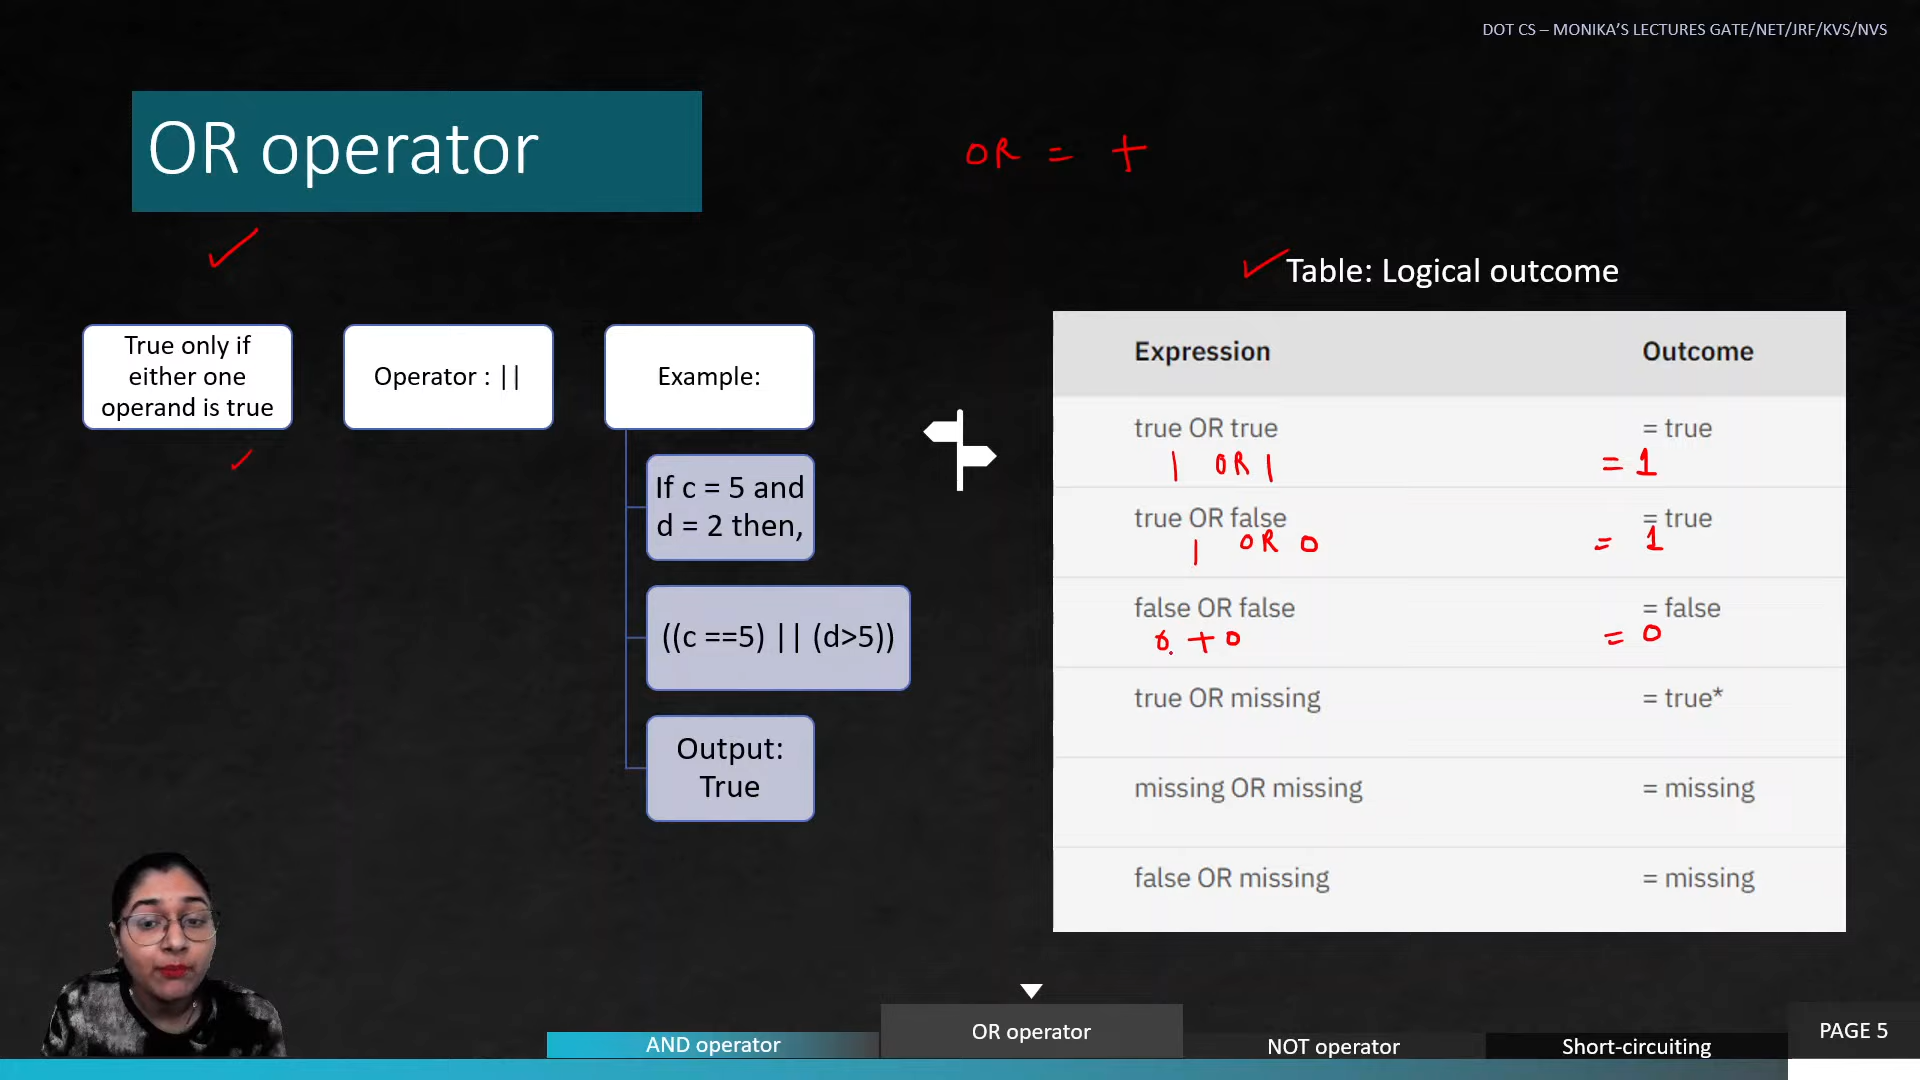 DOT CS – MONIKA'S LECTURES GATE/NET/JRF/KVS/NVS
OR operator
OR = +
True only if
either one
operand is true
Operator : ||
Example:
If c = 5 and
d = 2 then,
((c ==5) || (d>5))
Output:
True
Table: Logical outcome
Expression Outcome
true OR true = true
1 OR 1 = 1
true OR false = true
1 OR 0 = 1
false OR false = false
0 + 0 = 0
true OR missing = true*
missing OR missing = missing
false OR missing = missing
AND operator
OR operator
NOT operator
Short-circuiting
PAGE 5